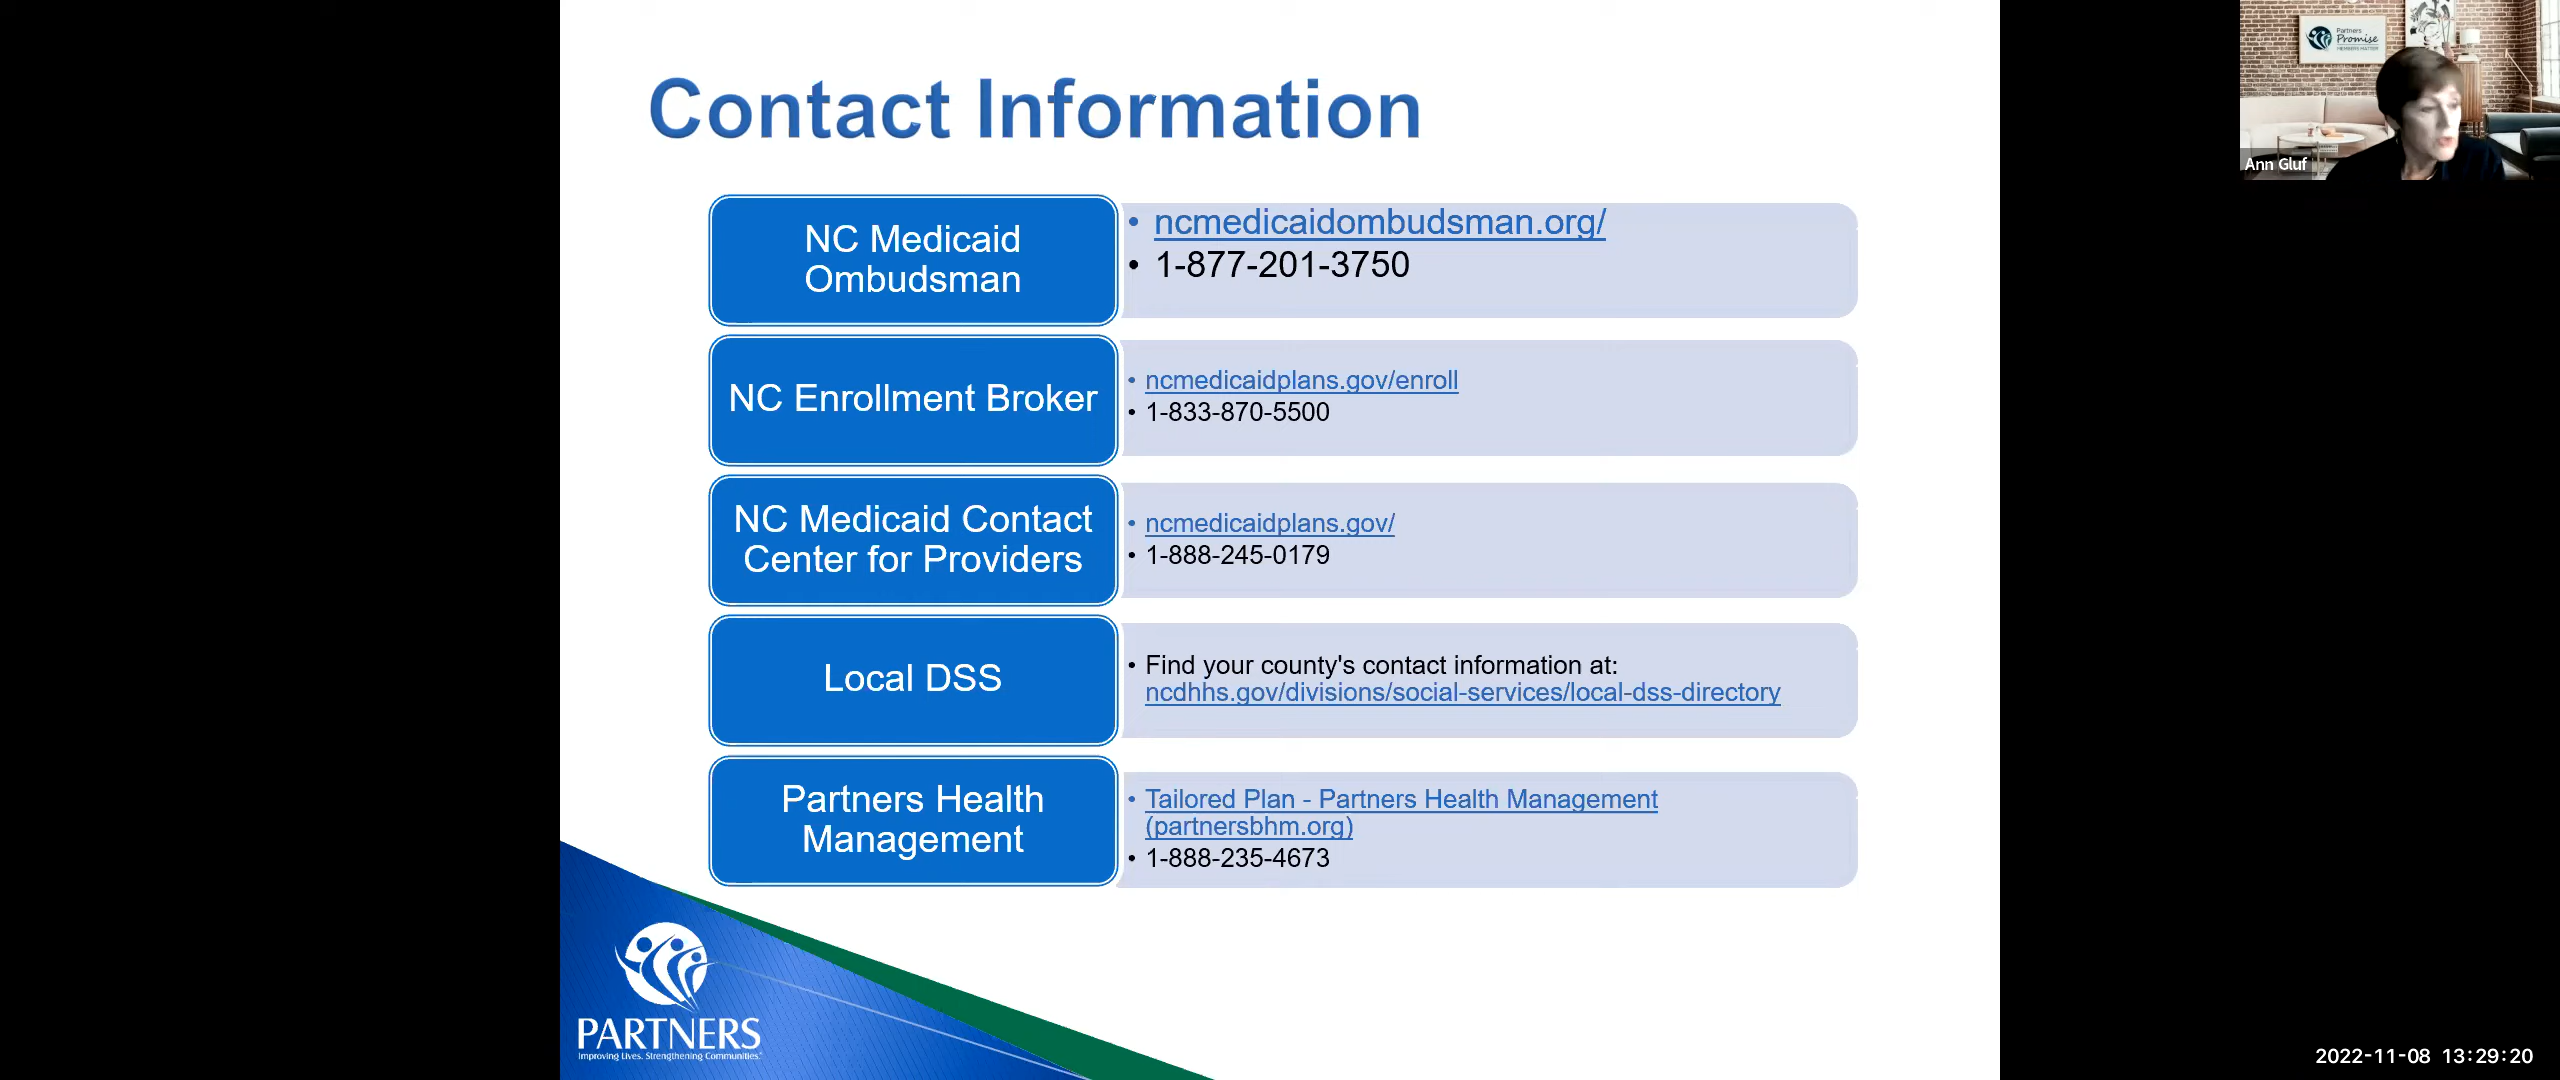 Contact Information
NC Medicaid
Ombudsman
• ncmedicaidombudsman.org/
• 1-877-201-3750
NC Enrollment Broker
• ncmedicaidplans.gov/enroll
• 1-833-870-5500
NC Medicaid Contact
Center for Providers
• ncmedicaidplans.gov/
• 1-888-245-0179
Local DSS
• Find your county's contact information at:
ncdhhs.gov/divisions/social-services/local-dss-directory
Partners Health
Management
• Tailored Plan - Partners Health Management
(partnersbhm.org)
• 1-888-235-4673
PARTNERS
Improving Lives. Strengthening Communities.
Partners
Promise
MEMBERS MATTER
Ann Gluf
2022-11-08 13:29:20